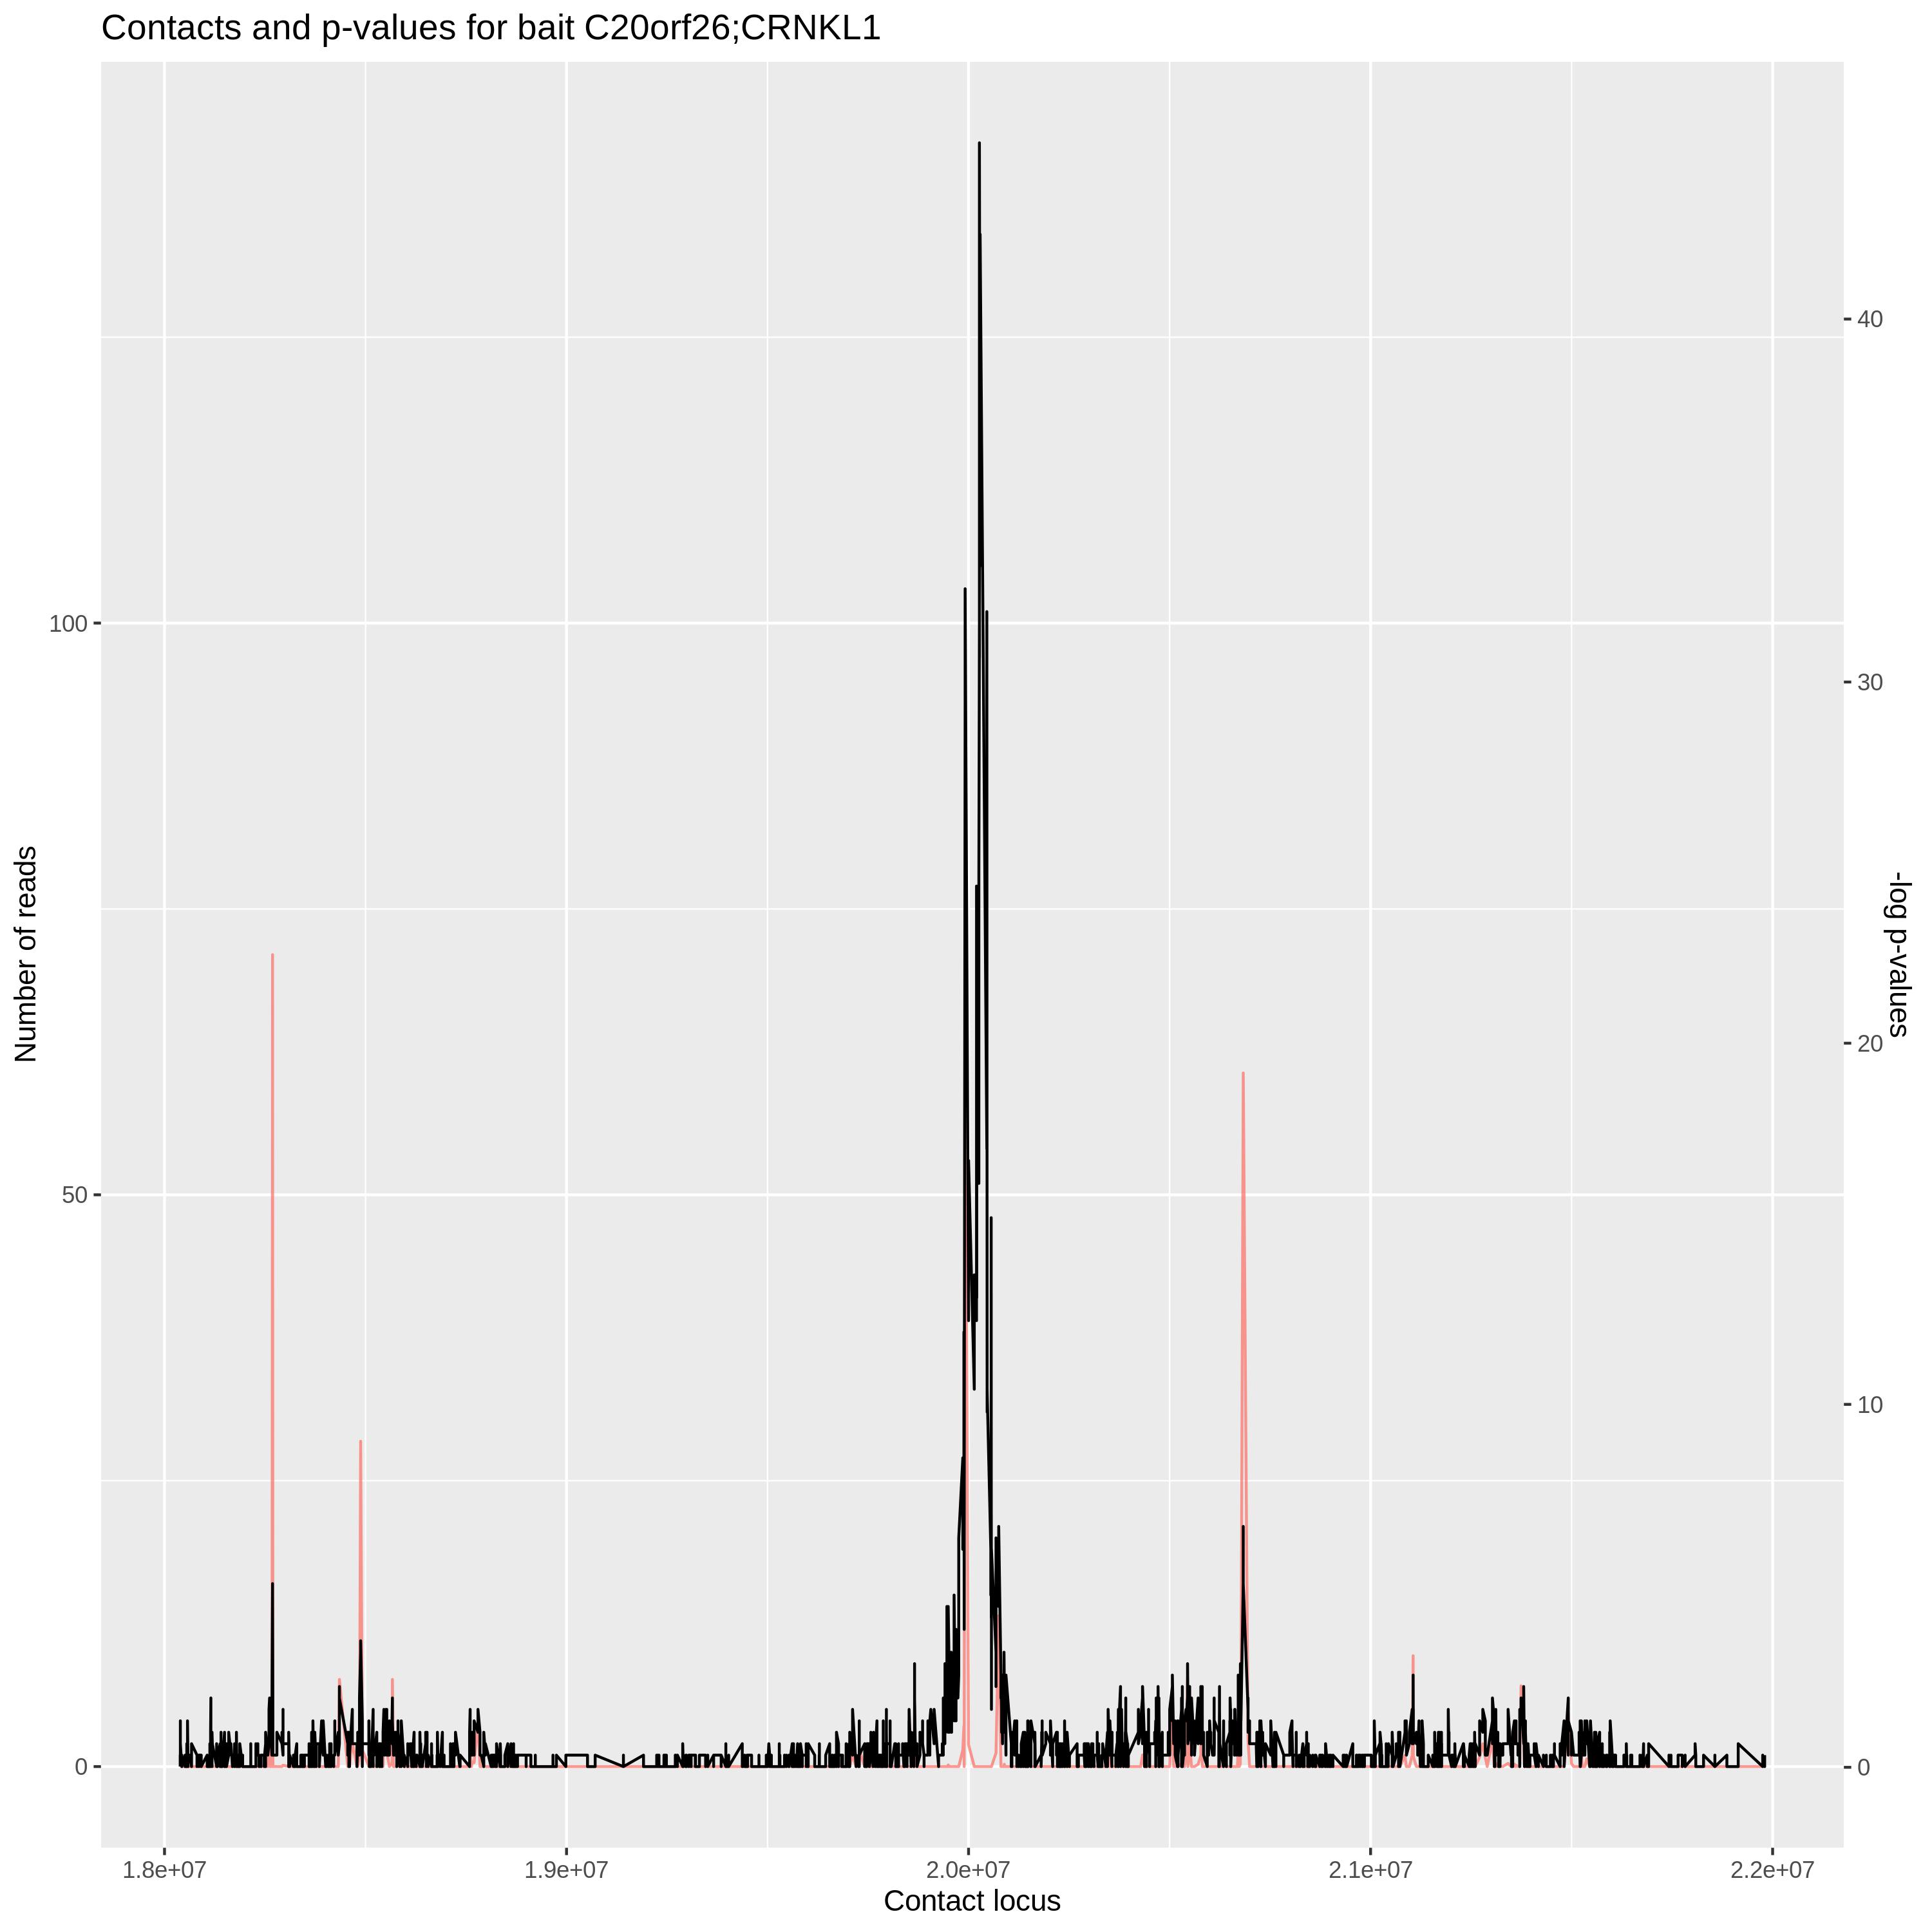 Contacts and p-values for bait C20orf26;CRNKL1
Number of reads
100
50
0
40
30
20
10
0
-log p-values
1.8e+07 1.9e+07 2.0e+07 2.1e+07 2.2e+07
Contact locus